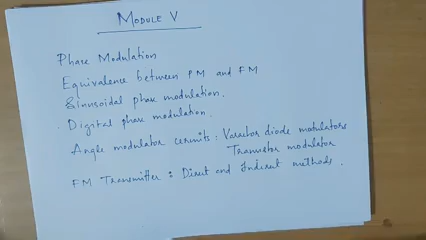 MODULE V
Phase Modulation
Equivalence between PM and FM
Sinusoidal phase modulation.
Digital phase modulation.
Angle modulator circuits : Varactor diode modulators
Transistor modulator
FM Transmitter : Direct and Indirect methods.